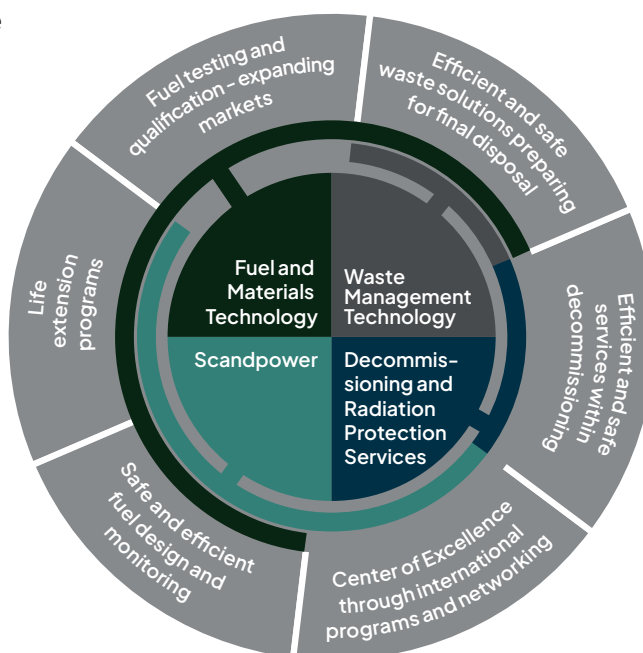 e
Fuel testing and
qualification – expanding
markets
Efficient and safe
waste solutions preparing
for final disposal
Efficient and safe
services within
decommissioning
Center of Excellence
through international
programs and networking
Safe and efficient
fuel design and
monitoring
Life
extension
programs
Fuel and
Materials
Technology
Waste
Management
Technology
Scandpower
Decommis-
sioning and
Radiation
Protection
Services